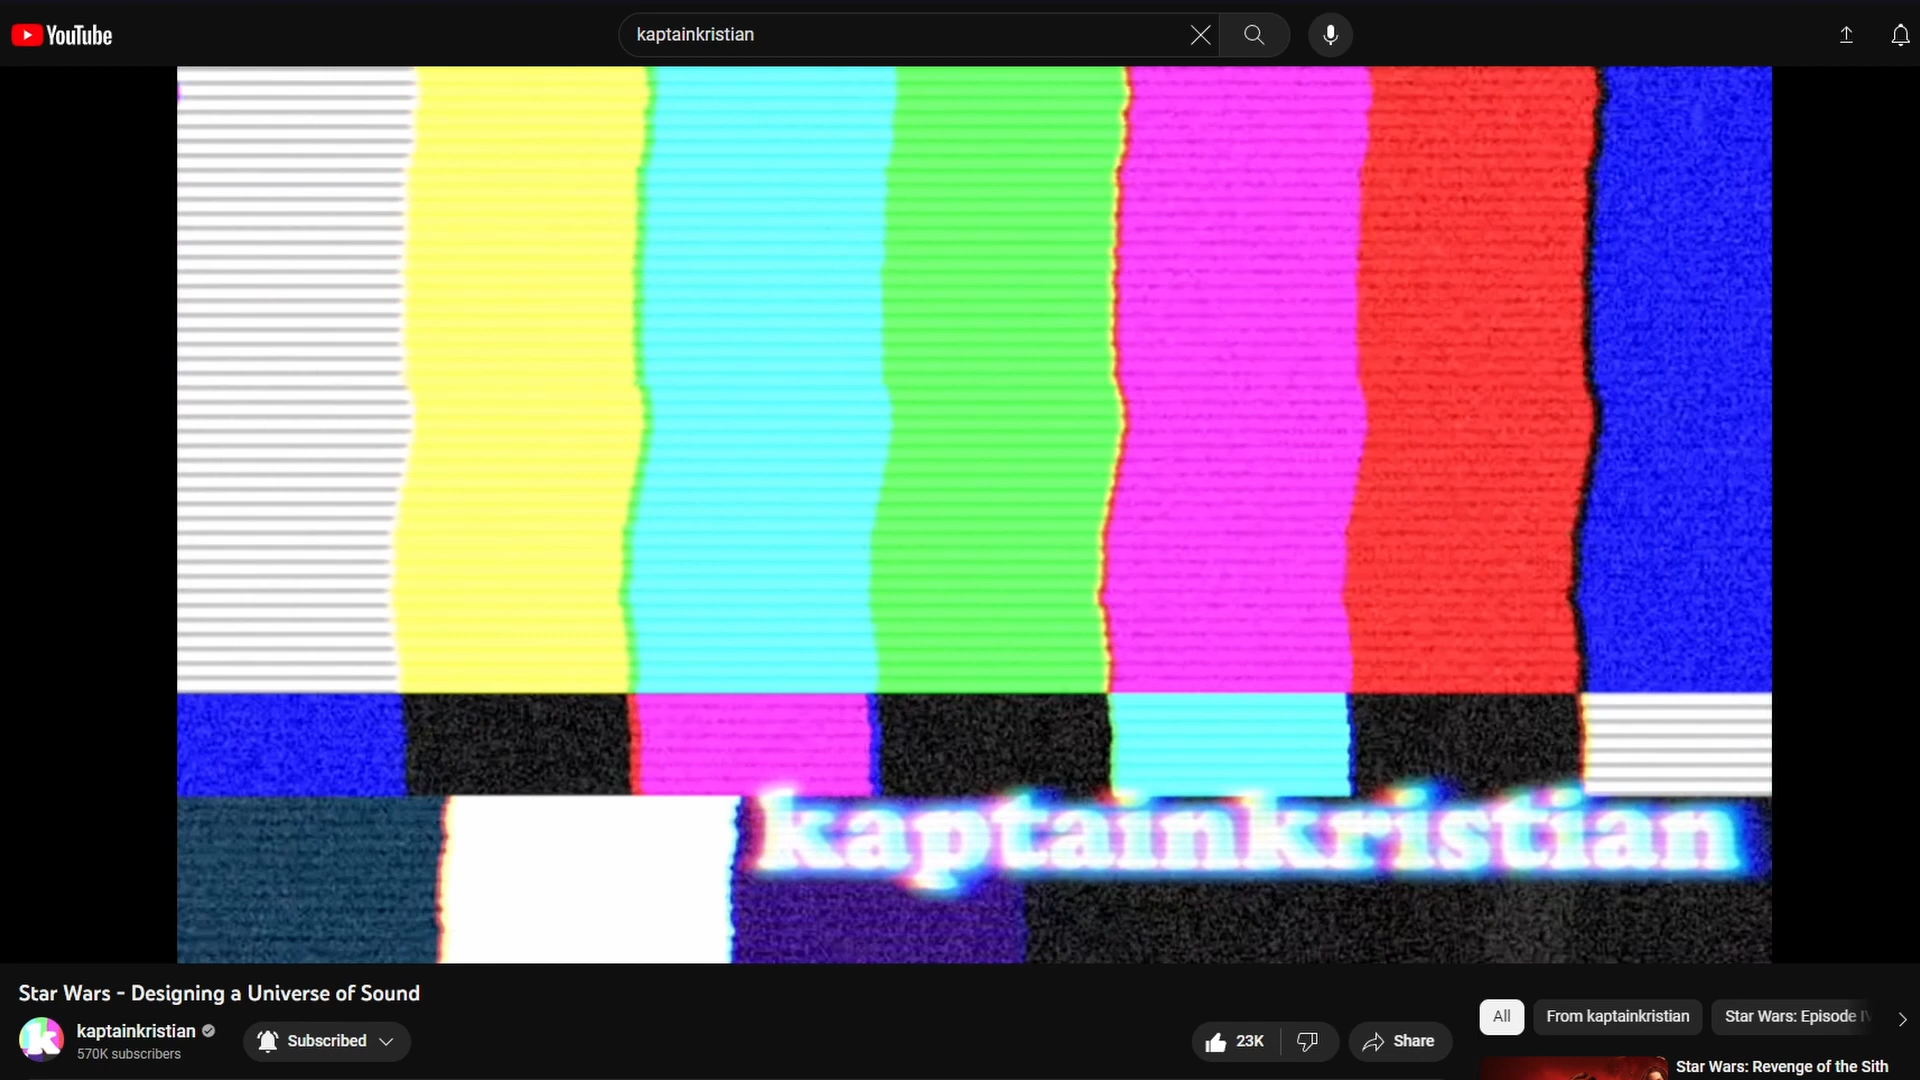 YouTube
kaptainkristian
kaptainkristian
Star Wars - Designing a Universe of Sound
kaptainkristian
570K subscribers
Subscribed
23K
Share
All
From kaptainkristian
Star Wars: Episode IV
Star Wars: Revenge of the Sith